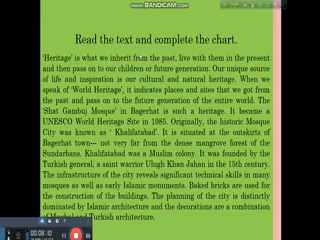 WWW.BANDICAM.COM
Read the text and complete the chart.
'Heritage' is what we inherit from the past, live with them in the present
and then pass on to our children or future generation. Our unique source
of life and inspiration is our cultural and natural heritage. When we
speak of 'World Heritage', it indicates places and sites that we got from
the past and pass on to the future generation of the entire world. The
'Shat Gambuj Mosque' in Bagerhat is such a heritage. It became a
UNESCO World Heritage Site in 1985. Originally, the historic Mosque
City was known as ' Khalifatabad'. It is situated at the outskirts of
Bagerhat town--- not very far from the dense mangrove forest of the
Sundarbans. Khalifatabad was a Muslim colony. It was founded by the
Turkish general, a saint warrior Ulugh Khan Jahan in the 15th century.
The infrastructure of the city reveals significant technical skills in many
mosques as well as early Islamic monuments. Baked bricks are used for
the construction of the buildings. The planning of the city is distinctly
dominated by Islamic architecture and the decorations are a combination
of Mughal and Turkish architecture.
00:08:10